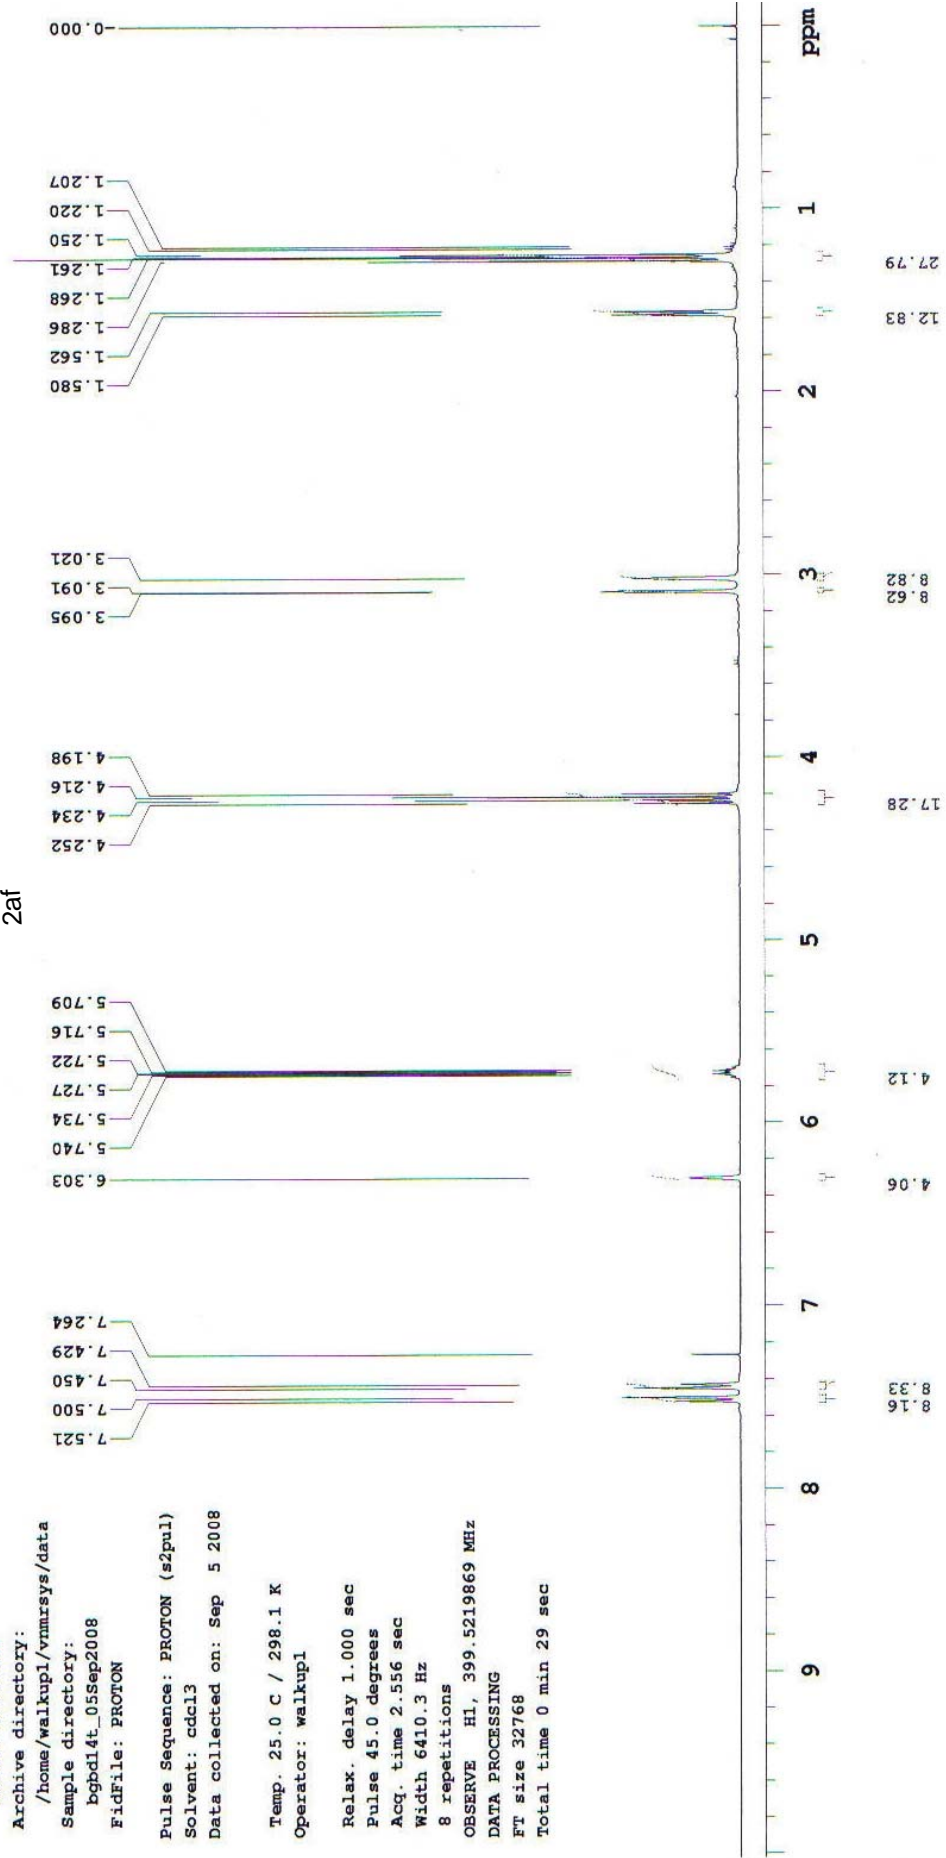 2af
Archive directory:
/home/walkup1/vnmrsys/data
Sample directory:
bgbd14t_05Sep2008
FidFile: PROTON
Pulse Sequence: PROTON (s2pul)
Solvent: cdcl3
Data collected on: Sep 5 2008
Temp. 25.0 C / 298.1 K
Operator: walkup1
Relax. delay 1.000 sec
Pulse 45.0 degrees
Acq. time 2.556 sec
Width 6410.3 Hz
8 repetitions
OBSERVE H1, 399.5219869 MHz
DATA PROCESSING
FT size 32768
Total time 0 min 29 sec
7.521
7.500
7.450
7.429
7.264
6.303
5.740
5.734
5.727
5.722
5.716
5.709
4.252
4.234
4.216
4.198
3.095
3.091
3.021
1.580
1.562
1.286
1.268
1.261
1.250
1.220
1.207
-0.000
9 8 7 6 5 4 3 2 1 ppm
8.16
8.33
4.06
4.12
17.28
8.62
8.82
12.83
27.79